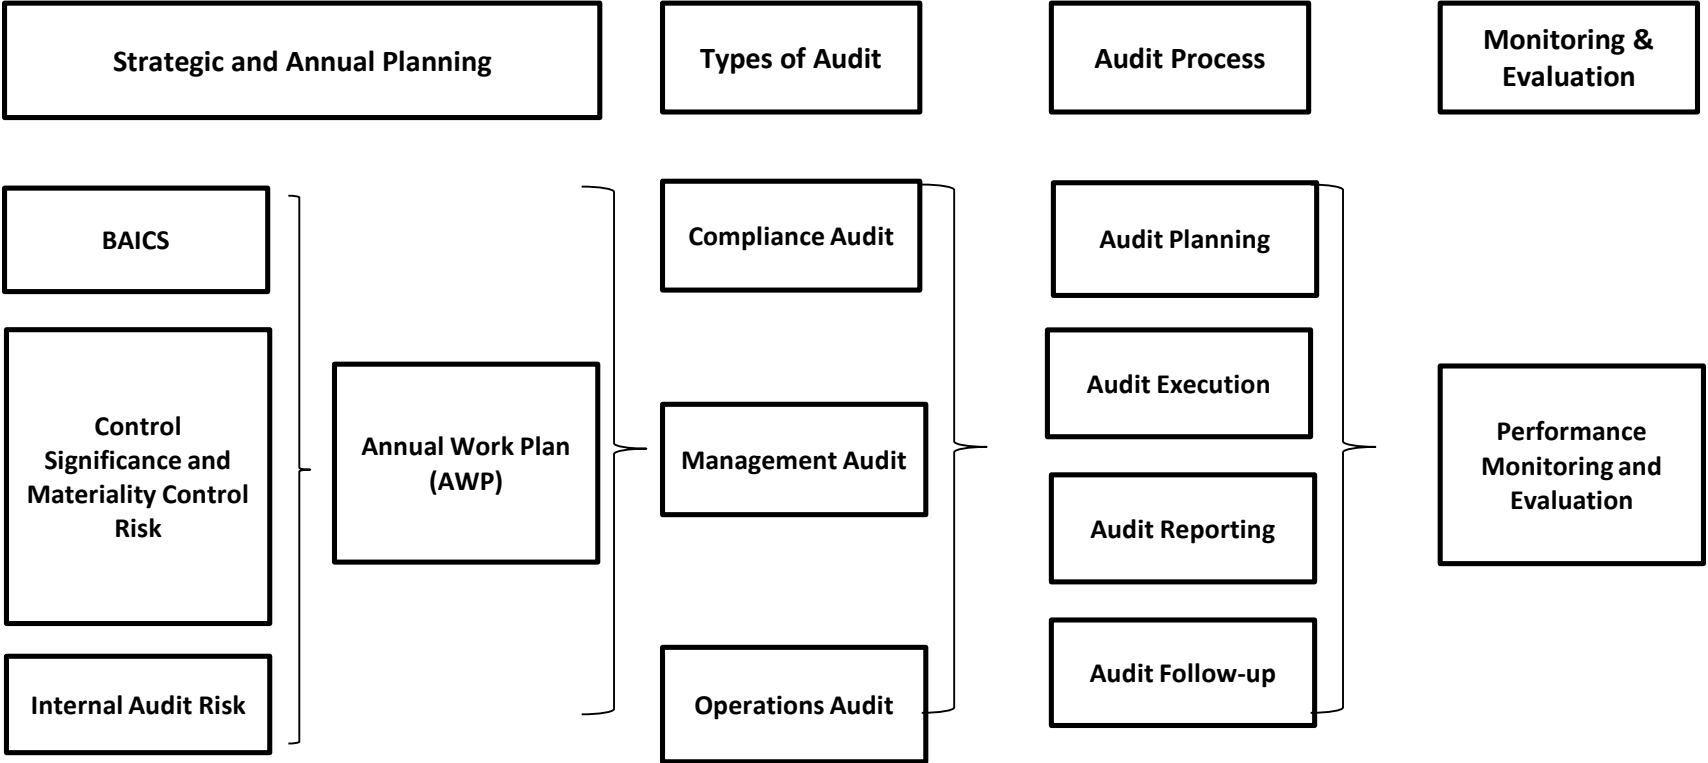 Strategic and Annual Planning
Types of Audit
Audit Process
Monitoring &
Evaluation
BAICS
Control
Significance and
Materiality Control
Risk
Internal Audit Risk
Annual Work Plan
(AWP)
Compliance Audit
Management Audit
Operations Audit
Audit Planning
Audit Execution
Audit Reporting
Audit Follow-up
Performance
Monitoring and
Evaluation